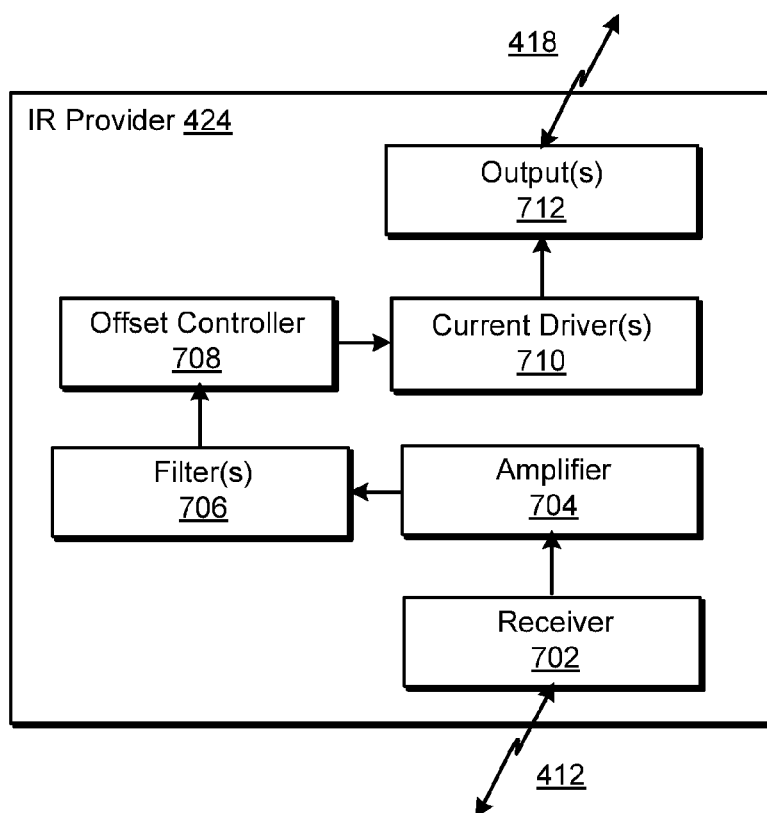 418
IR Provider 424
Output(s)
712
Offset Controller
708
Current Driver(s)
710
Filter(s)
706
Amplifier
704
Receiver
702
412